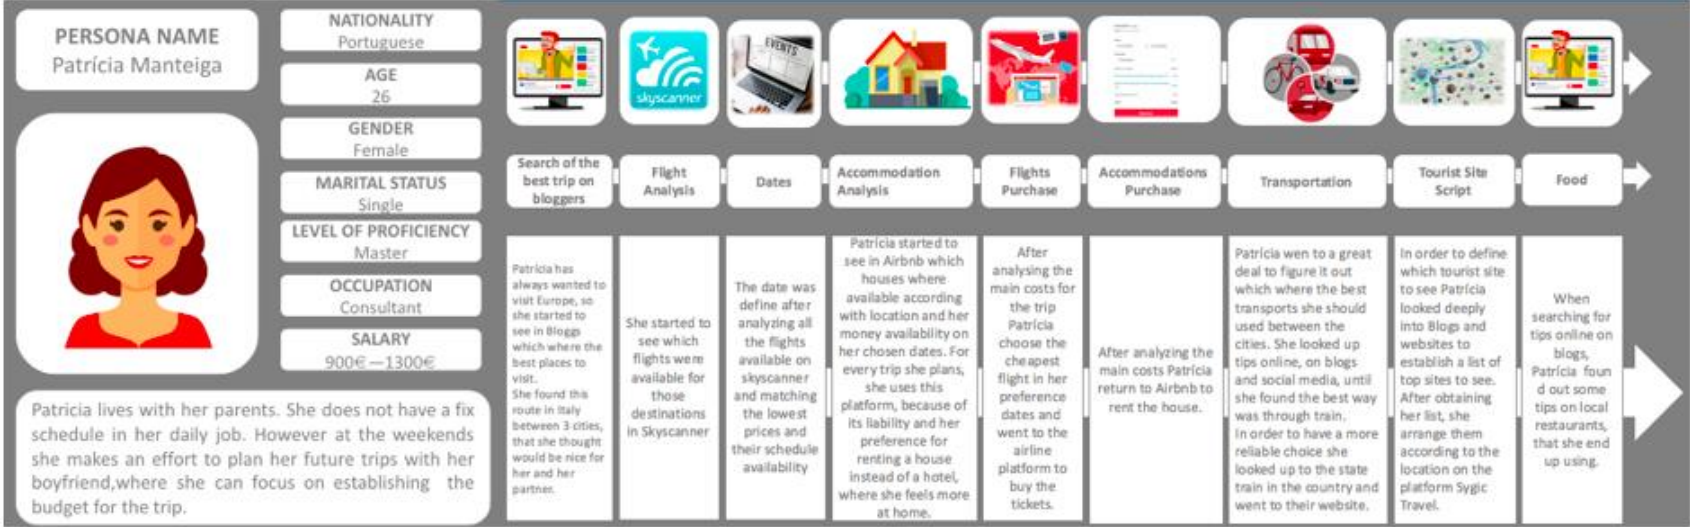 PERSONA NAME
Patrícia Manteiga
NATIONALITY
Portuguese
AGE
26
GENDER
Female
MARITAL STATUS
Single
LEVEL OF PROFICIENCY
Master
OCCUPATION
Consultant
SALARY
900€—1300€
Patricia lives with her parents. She does not have a fix
schedule in her daily job. However at the weekends
she makes an effort to plan her future trips with her
boyfriend,where she can focus on establishing the
budget for the trip.
skyscanner
EVENTS
Search of the
best trip on
bloggers
Flight
Analysis
Dates
Accommodation
Analysis
Flights
Purchase
Accommodations
Purchase
Transportation
Tourist Site
Script
Food
Patrícia has
always wanted to
visit Europe, so
she started to
see in Bloggs
which where the
best places to
visit.
She found this
route in Italy
between 3 cities,
that she thought
would be nice for
her and her
partner.
She started to
see which
flights were
available for
those
destinations
in Skyscanner
The date was
define after
analyzing all
the flights
available on
skyscanner
and matching
the lowest
prices and
their schedule
availability
Patrícia started to
see in Airbnb which
houses where
available according
with location and her
money availability on
her chosen dates. For
every trip she plans,
she uses this
platform, because of
its liability and her
preference for
renting a house
instead of a hotel,
where she feels more
at home.
After
analysing the
main costs for
the trip
Patrícia
choose the
cheapest
flight in her
preference
dates and
went to the
airline
platform to
buy the
tickets.
After analyzing the
main costs Patrícia
return to Airbnb to
rent the house.
Patrícia wen to a great
deal to figure it out
which where the best
transports she should
used between the
cities. She looked up
tips online, on blogs
and social media, until
she found the best way
was through train.
In order to have a more
reliable choice she
looked up to the state
train in the country and
went to their website.
In order to define
which tourist site
to see Patrícia
looked deeply
into Blogs and
websites to
establish a list of
top sites to see.
After obtaining
her list, she
arrange them
according to the
location on the
platform Sygic
Travel.
When
searching for
tips online on
blogs,
Patrícia foun
d out some
tips on local
restaurants,
that she end
up using.